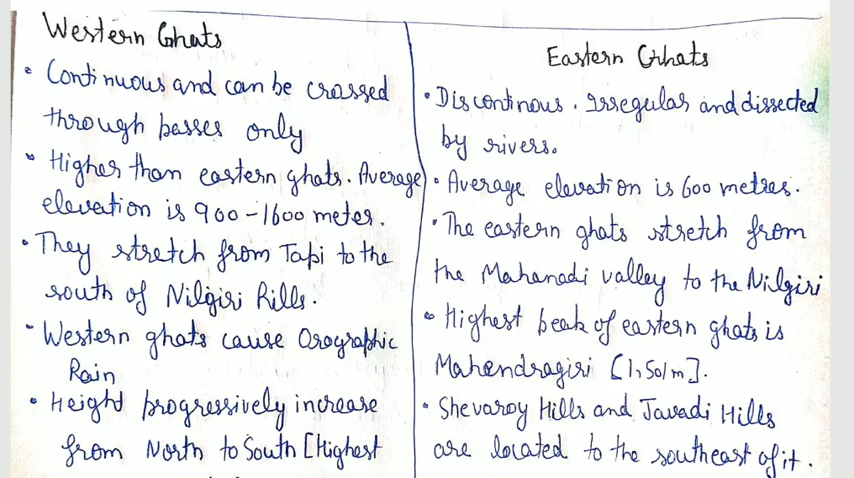 Western Ghats
• Continuous and can be crossed
through passes only
• Higher than eastern ghats. Average
elevation is 900-1600 meter.
• They stretch from Tapi to the
south of Nilgiri Hills.
- Western ghats cause Orographic
Rain
• Height progressively increase
from North to South [Highest
Eastern Ghats
• Discontinous. Irregular and dissected
by rivers.
• Average elevation is 600 metres.
• The eastern ghats stretch from
the Mahanadi valley to the Nilgiri
• Highest peak of eastern ghats is
Mahendragiri [1,501m].
• Shevaroy Hills and Javadi Hills
are located to the southeast of it.